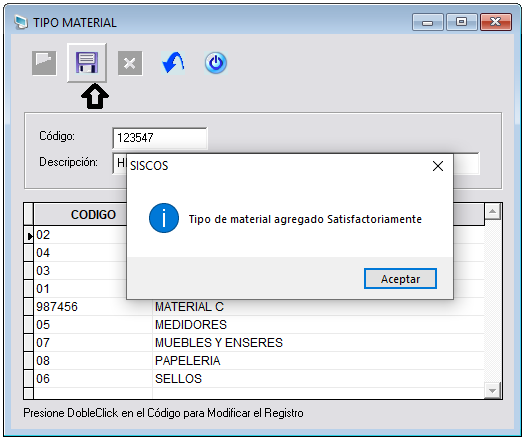 TIPO MATERIAL
Código: 123547
Descripción:
SISCOS
Tipo de material agregado Satisfactoriamente
Aceptar
CODIGO
02
04
03
01
987456 MATERIAL C
05 MEDIDORES
07 MUEBLES Y ENSERES
08 PAPELERIA
06 SELLOS
Presione DobleClick en el Código para Modificar el Registro